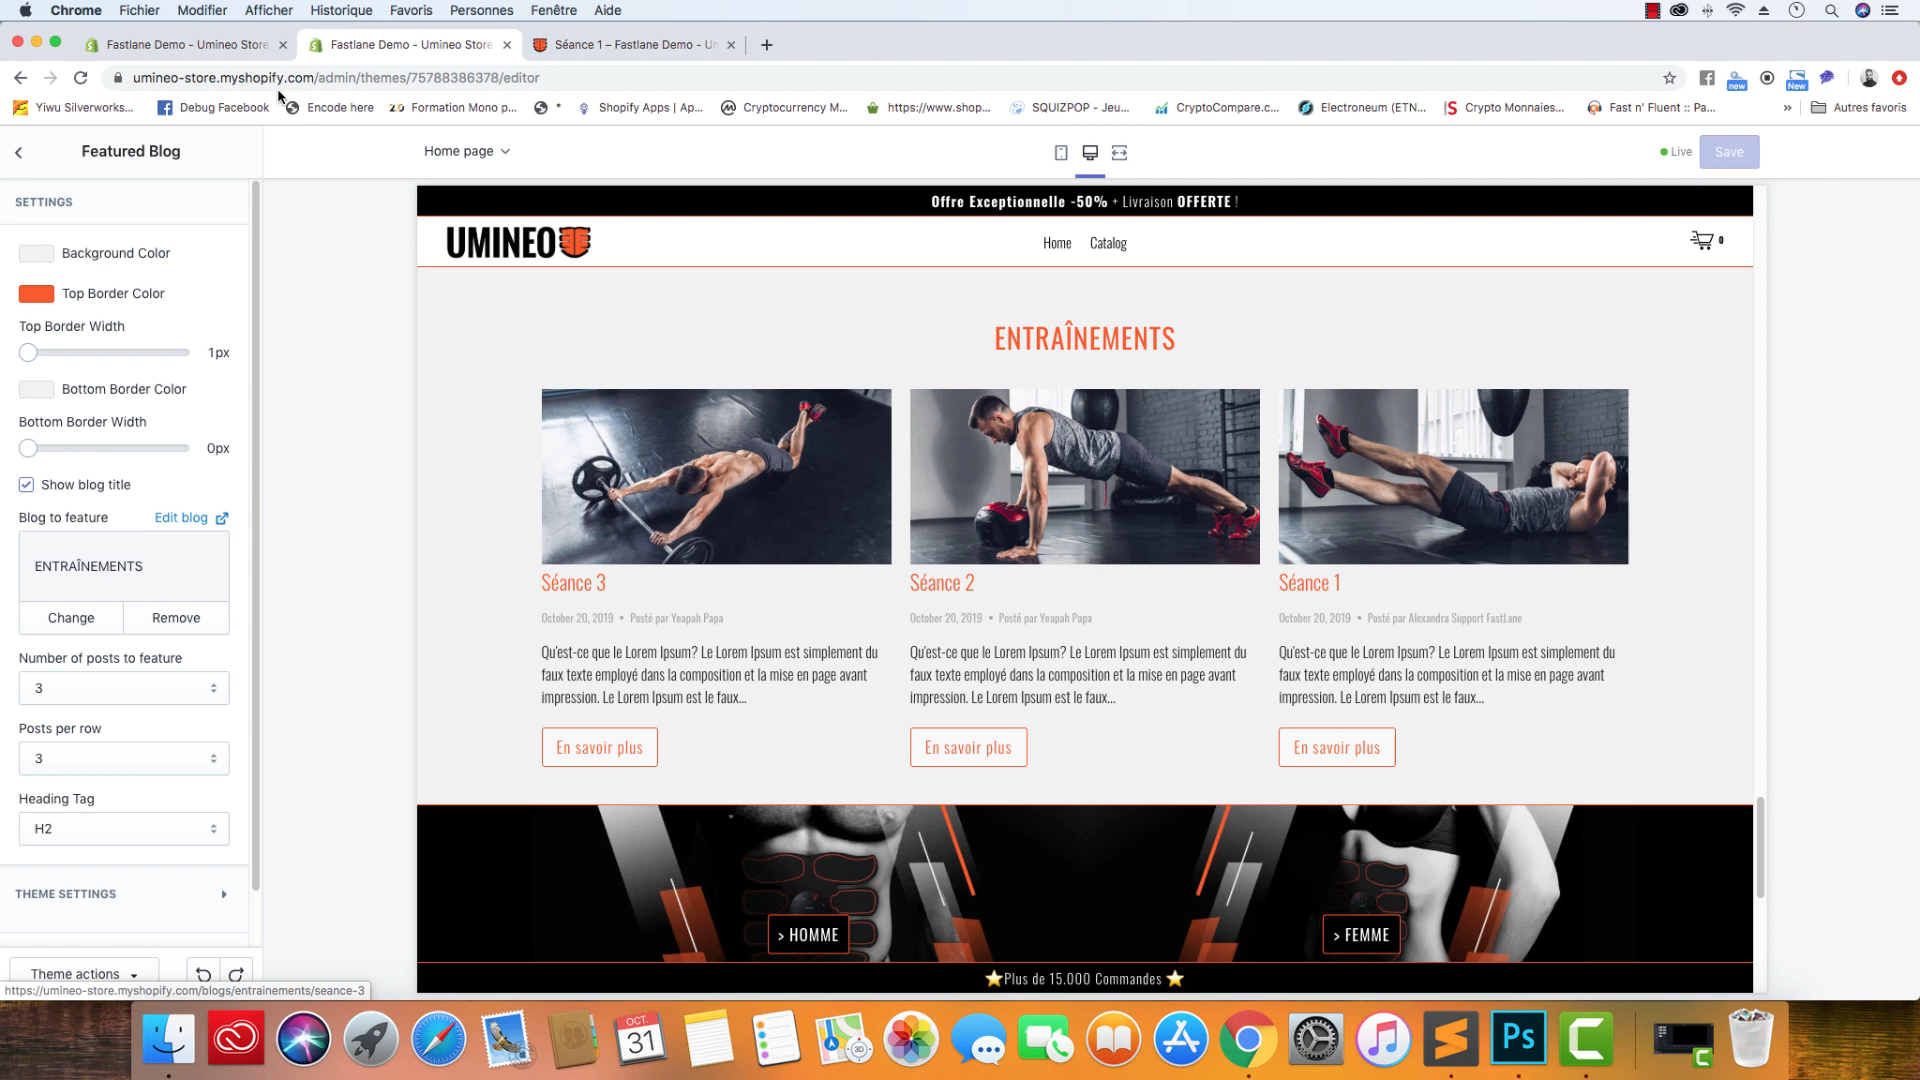 Chrome Fichier Modifier Afficher Historique Favoris Personnes Fenêtre Aide
Fastlane Demo - Umineo Store Fastlane Demo - Umineo Store Séance 1 – Fastlane Demo - Un
umineo-store.myshopify.com/admin/themes/75788386378/editor
new New
Yiwu Silverworks... Debug Facebook Encode here 2.0 Formation Mono p... * Shopify Apps | Ap... Cryptocurrency M... https://www.shop... SQUIZPOP - Jeu... CryptoCompare.c... Electroneum (ETN... Crypto Monnaies... Fast n' Fluent :: Pa... » Autres favoris
Featured Blog
Home page
Live
Save
SETTINGS
Background Color
Top Border Color
Top Border Width
1px
Bottom Border Color
Bottom Border Width
0px
Show blog title
Blog to feature Edit blog
ENTRAÎNEMENTS
Change Remove
Number of posts to feature
3
Posts per row
3
Heading Tag
H2
THEME SETTINGS
Theme actions
https://umineo-store.myshopify.com/blogs/entrainements/seance-3
Offre Exceptionnelle -50% + Livraison OFFERTE !
UMINEO
Home Catalog
0
ENTRAÎNEMENTS
Séance 3
October 20, 2019 • Posté par Yeapah Papa
Qu'est-ce que le Lorem Ipsum? Le Lorem Ipsum est simplement du
faux texte employé dans la composition et la mise en page avant
impression. Le Lorem Ipsum est le faux...
En savoir plus
Séance 2
October 20, 2019 • Posté par Yeapah Papa
Qu'est-ce que le Lorem Ipsum? Le Lorem Ipsum est simplement du
faux texte employé dans la composition et la mise en page avant
impression. Le Lorem Ipsum est le faux...
En savoir plus
Séance 1
October 20, 2019 • Posté par Alexandra Support FastLane
Qu'est-ce que le Lorem Ipsum? Le Lorem Ipsum est simplement du
faux texte employé dans la composition et la mise en page avant
impression. Le Lorem Ipsum est le faux...
En savoir plus
> HOMME
> FEMME
⭐Plus de 15.000 Commandes ⭐
OCT.
31
3D
Ps